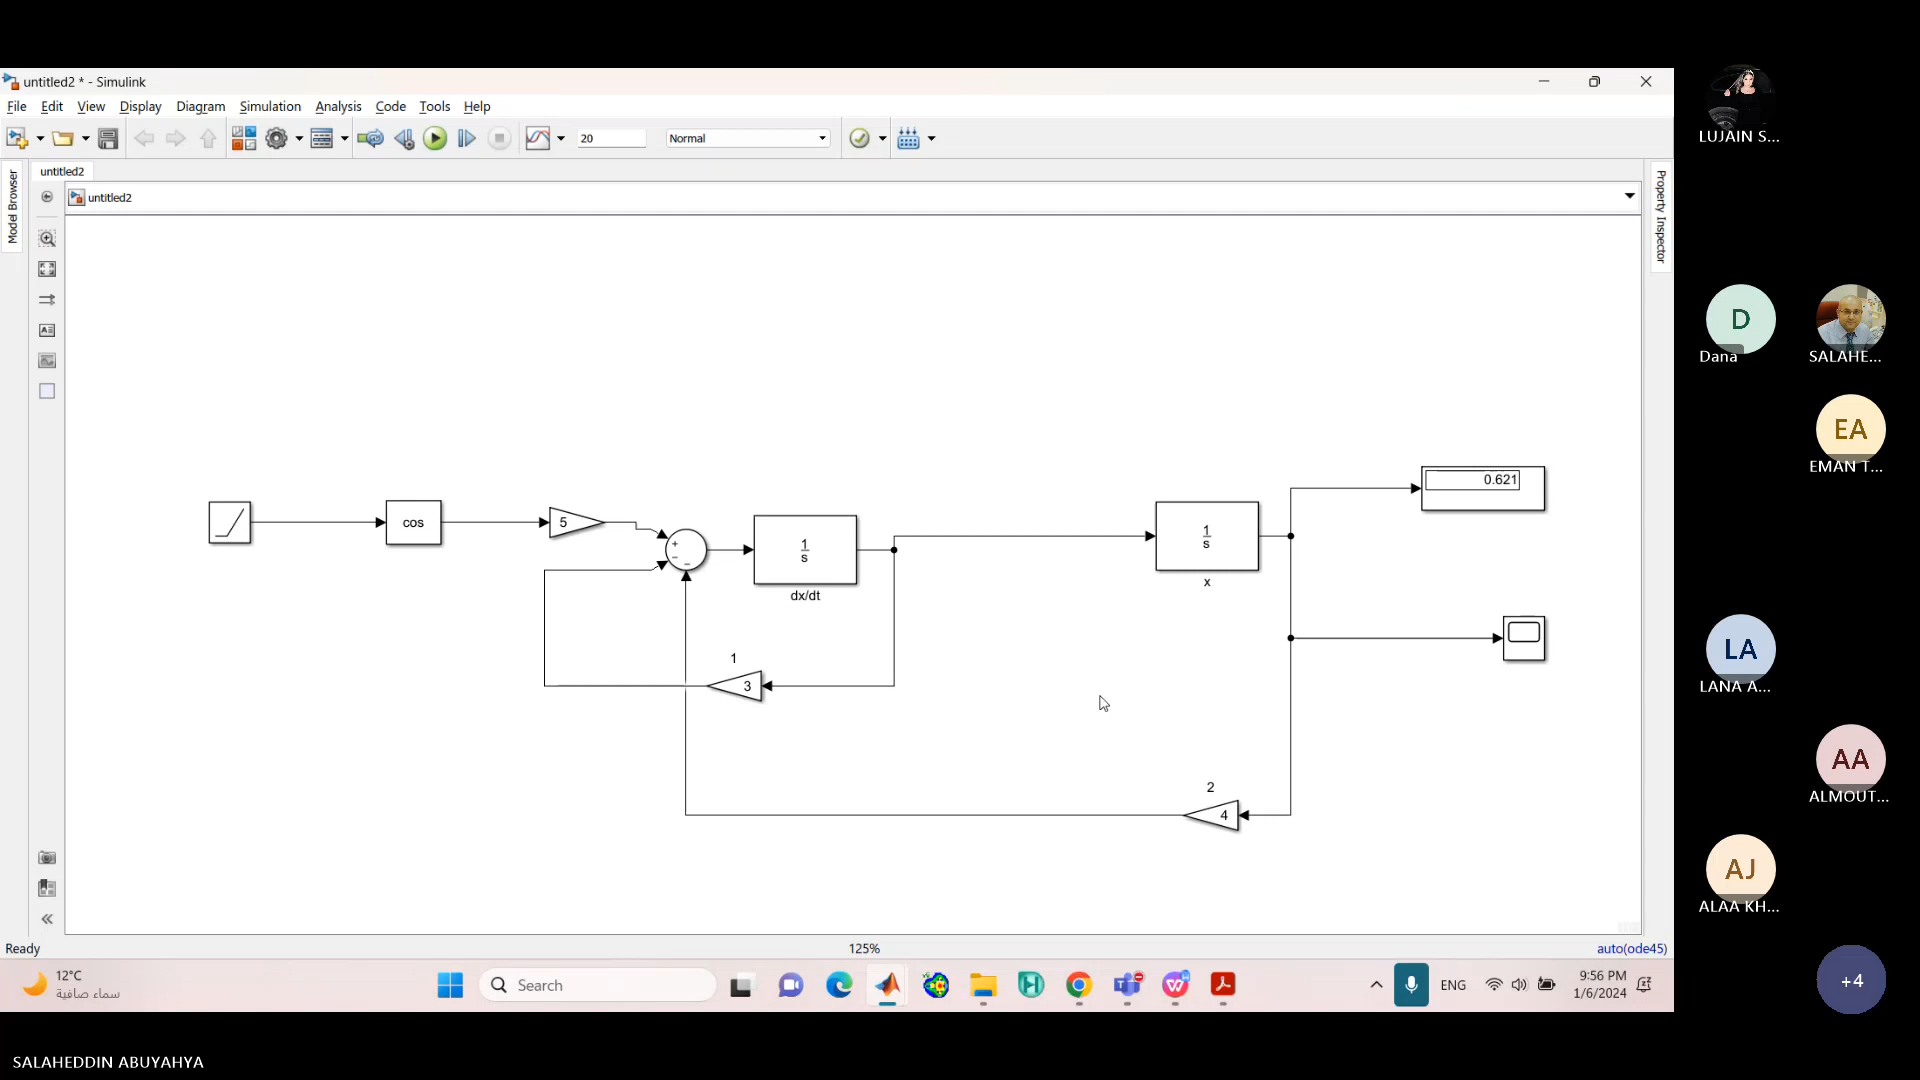 untitled2 * - Simulink
File Edit View Display Diagram Simulation Analysis Code Tools Help
20 Normal
untitled2
untitled2
Model Browser
Property Inspector
cos
5
+
−
−
1
s
dx/dt
1
s
x
0.621
1
3
2
4
Ready 125% auto(ode45)
12°C
سماء صافية
Search
ENG
9:56 PM
1/6/2024
LUJAIN S...
D
Dana
SALAHE...
EA
EMAN T...
LA
LANA A...
AA
ALMOUT...
AJ
ALAA KH...
+4
SALAHEDDIN ABUYAHYA